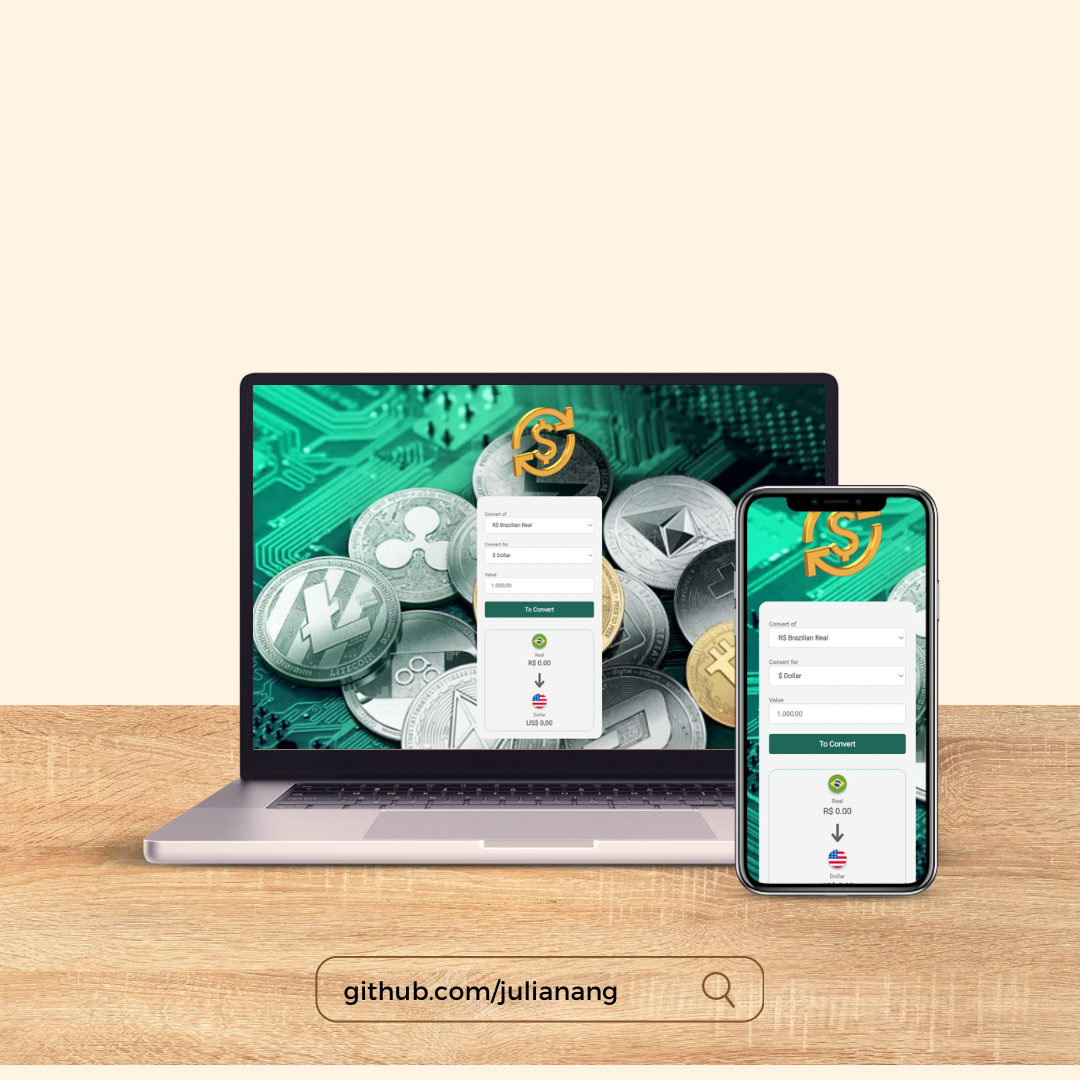 Convert of
R$ Brazilian Real
Convert for
$ Dollar
Value
1.000,00
To Convert
Real
R$ 0.00
Dollar
US$ 0,00
LITECOIN
Convert of
R$ Brazilian Real
Convert for
$ Dollar
Value
1.000,00
To Convert
Real
R$ 0.00
Dollar
github.com/julianang